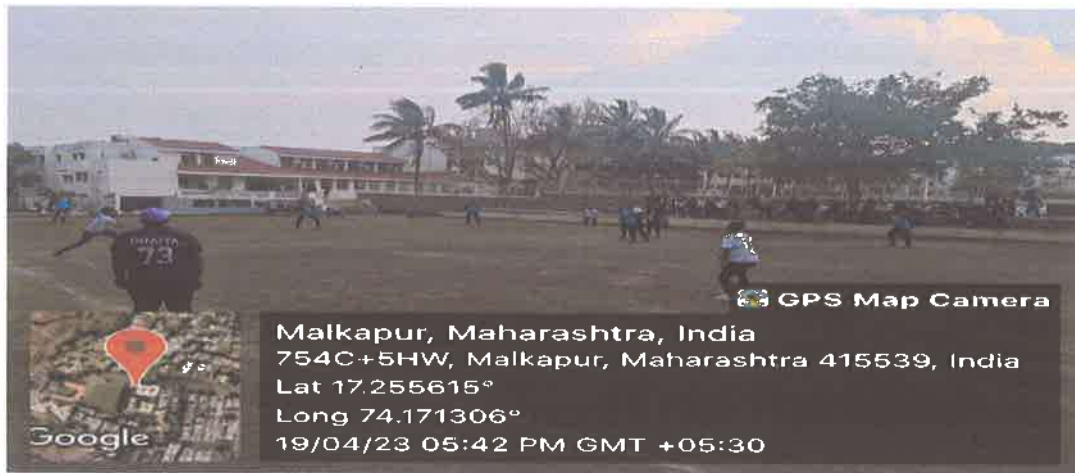 73
GPS Map Camera
Malkapur, Maharashtra, India
754C+5HW, Malkapur, Maharashtra 415539, India
Lat 17.255615°
Long 74.171306°
19/04/23 05:42 PM GMT +05:30
Google